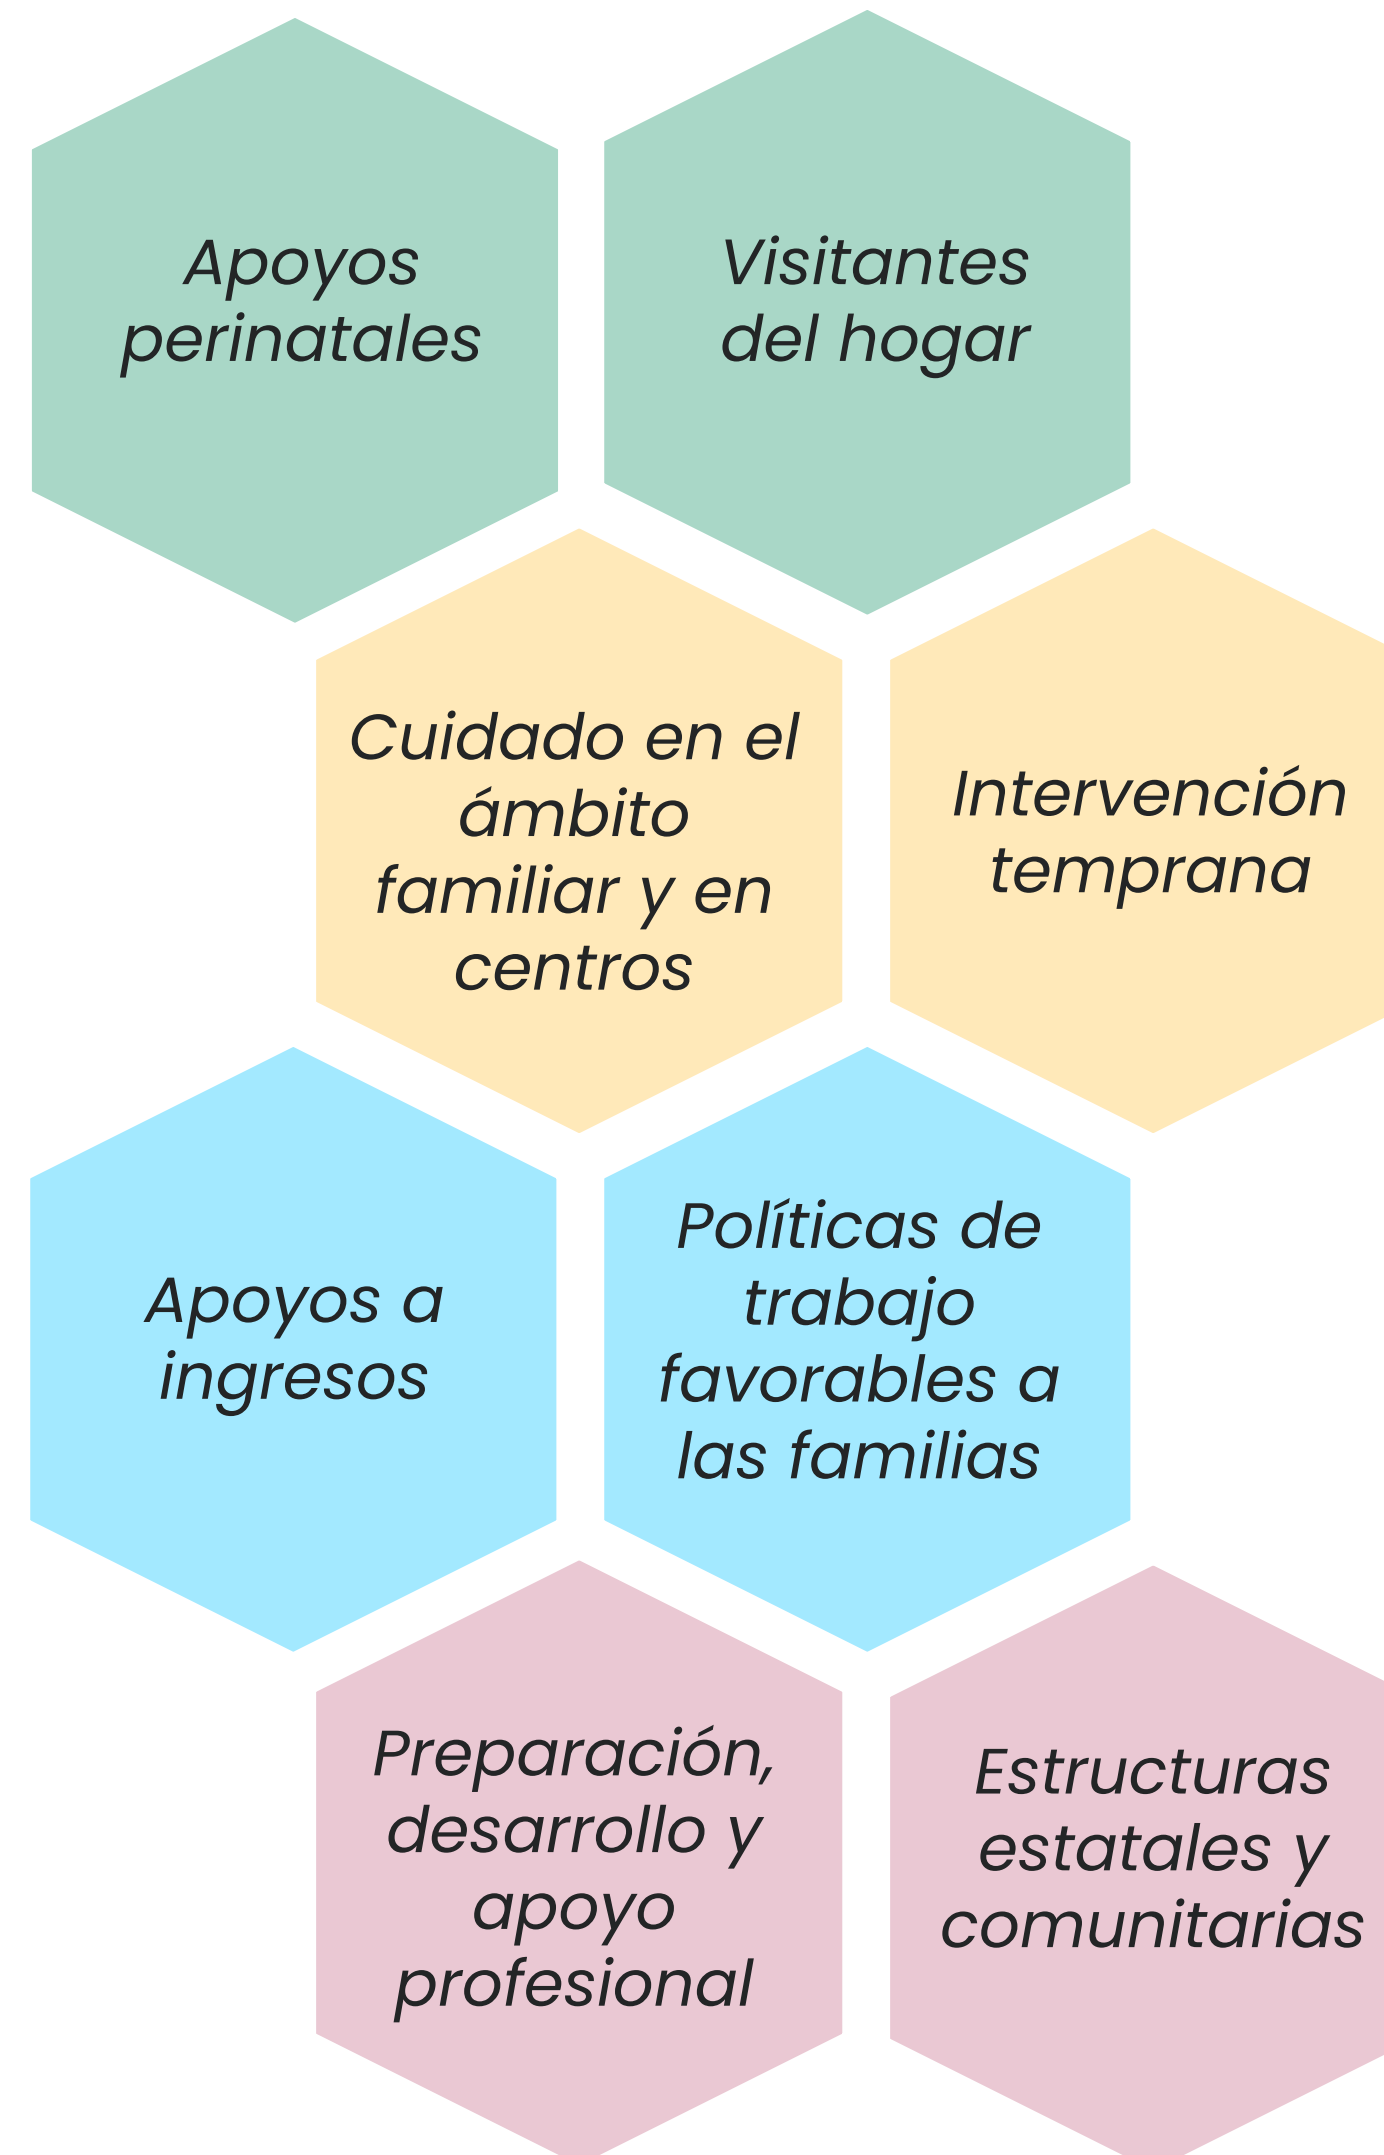 Apoyos
perinatales
Visitantes
del hogar
Cuidado en el
ámbito
familiar y en
centros
Intervención
temprana
Apoyos a
ingresos
Políticas de
trabajo
favorables a
las familias
Preparación,
desarrollo y
apoyo
profesional
Estructuras
estatales y
comunitarias